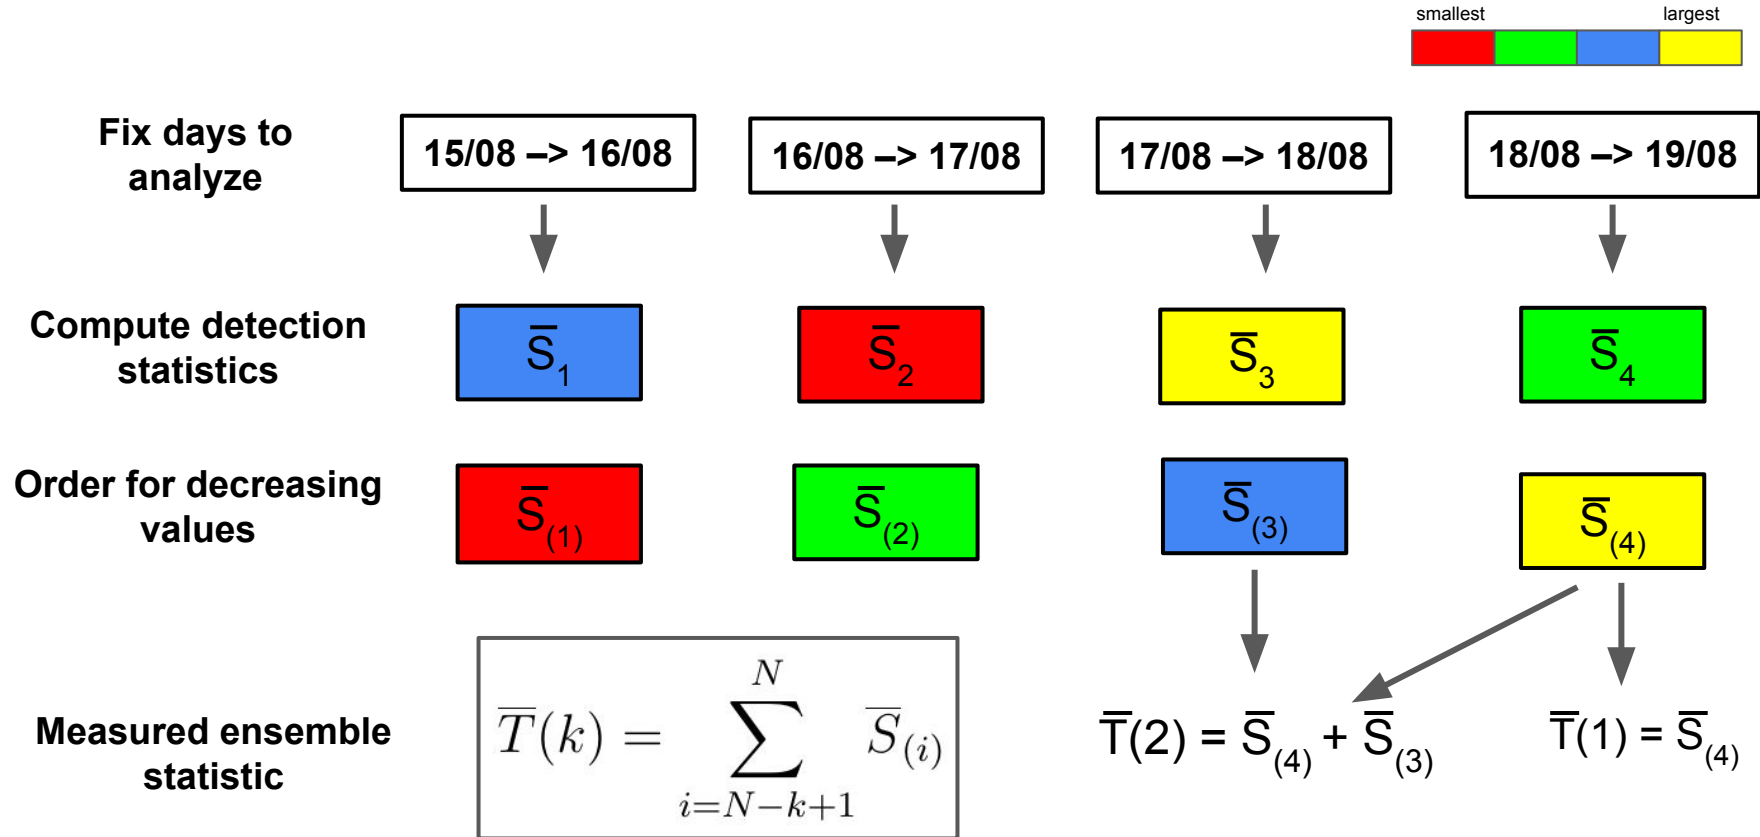 smallest largest
Fix days to
analyze
15/08 –> 16/08
16/08 –> 17/08
17/08 –> 18/08
18/08 –> 19/08
Compute detection
statistics
S̅₁
S̅₂
S̅₃
S̅₄
Order for decreasing
values
S̅₍₁₎
S̅₍₂₎
S̅₍₃₎
S̅₍₄₎
Measured ensemble
statistic
T̅(k) = ∑_{i=N−k+1}^{N} S̅₍ᵢ₎
T̅(2) = S̅₍₄₎ + S̅₍₃₎
T̅(1) = S̅₍₄₎